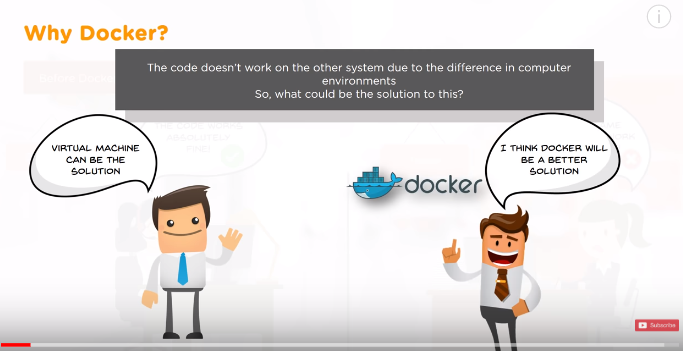 Why Docker?
The code doesn't work on the other system due to the difference in computer
environments
So, what could be the solution to this?
VIRTUAL MACHINE
CAN BE THE
SOLUTION
docker
I THINK DOCKER WILL
BE A BETTER
SOLUTION
Subscribe